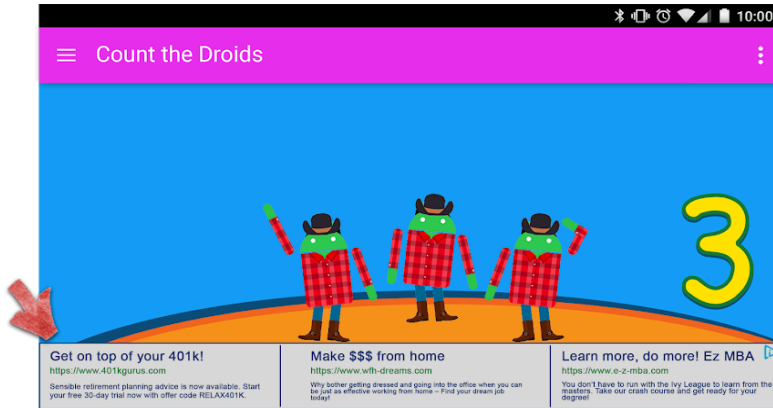 10:00
Count the Droids
3
Get on top of your 401k!
https://www.401kgurus.com
Sensible retirement planning advice is now available. Start
your free 30-day trial now with offer code RELAX401K.
Make $$$ from home
https://www.wfh-dreams.com
Why bother getting dressed and going into the office when you can
be just as effective working from home – Find your dream job
today!
Learn more, do more! Ez MBA
https://www.e-z-mba.com
You don't have to run with the Ivy League to learn from the
masters. Take our crash course and get ready for your
degree!